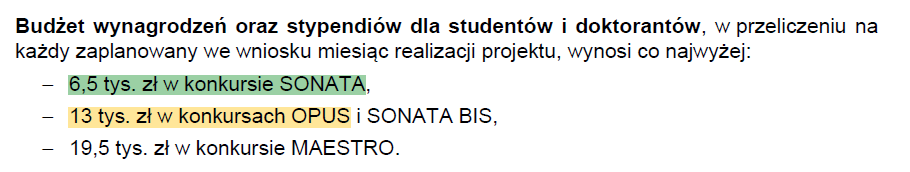 Budżet wynagrodzeń oraz stypendiów dla studentów i doktorantów, w przeliczeniu na
każdy zaplanowany we wniosku miesiąc realizacji projektu, wynosi co najwyżej:
– 6,5 tys. zł w konkursie SONATA,
– 13 tys. zł w konkursach OPUS i SONATA BIS,
– 19,5 tys. zł w konkursie MAESTRO.